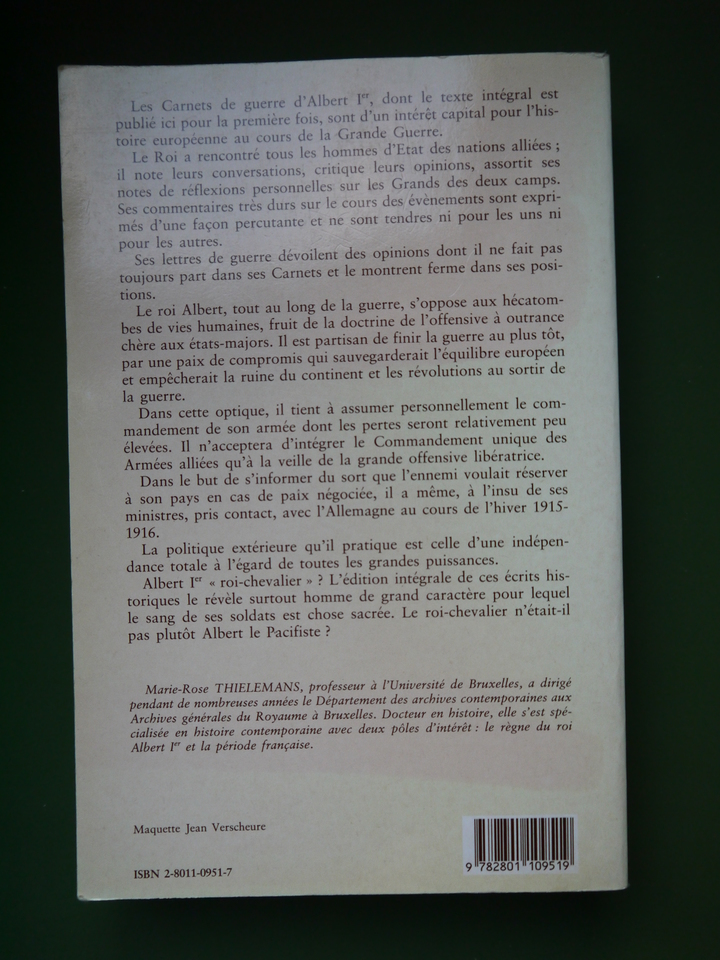 Les Carnets de guerre d'Albert Ier, dont le texte intégral est
publié ici pour la première fois, sont d'un intérêt capital pour l'his-
toire européenne au cours de la Grande Guerre.
Le Roi a rencontré tous les hommes d'Etat des nations alliées ;
il note leurs conversations, critique leurs opinions, assortit ses
notes de réflexions personnelles sur les Grands des deux camps.
Ses commentaires très durs sur le cours des évènements sont expri-
més d'une façon percutante et ne sont tendres ni pour les uns ni
pour les autres.
Ses lettres de guerre dévoilent des opinions dont il ne fait pas
toujours part dans ses Carnets et le montrent ferme dans ses posi-
tions.
Le roi Albert, tout au long de la guerre, s'oppose aux hécatom-
bes de vies humaines, fruit de la doctrine de l'offensive à outrance
chère aux états-majors. Il est partisan de finir la guerre au plus tôt,
par une paix de compromis qui sauvegarderait l'équilibre européen
et empêcherait la ruine du continent et les révolutions au sortir de
la guerre.
Dans cette optique, il tient à assumer personnellement le com-
mandement de son armée dont les pertes seront relativement peu
élevées. Il n'acceptera d'intégrer le Commandement unique des
Armées alliées qu'à la veille de la grande offensive libératrice.
Dans le but de s'informer du sort que l'ennemi voulait réserver
à son pays en cas de paix négociée, il a même, à l'insu de ses
ministres, pris contact, avec l'Allemagne au cours de l'hiver 1915-
1916.
La politique extérieure qu'il pratique est celle d'une indépen-
dance totale à l'égard de toutes les grandes puissances.
Albert Ier « roi-chevalier » ? L'édition intégrale de ces écrits his-
toriques le révèle surtout homme de grand caractère pour lequel
le sang de ses soldats est chose sacrée. Le roi-chevalier n'était-il
pas plutôt Albert le Pacifiste ?
Marie-Rose THIELEMANS, professeur à l'Université de Bruxelles, a dirigé
pendant de nombreuses années le Département des archives contemporaines aux
Archives générales du Royaume à Bruxelles. Docteur en histoire, elle s'est spé-
cialisée en histoire contemporaine avec deux pôles d'intérêt : le règne du roi
Albert Ier et la période française.
Maquette Jean Verscheure
ISBN 2-8011-0951-7
9 782801 109519